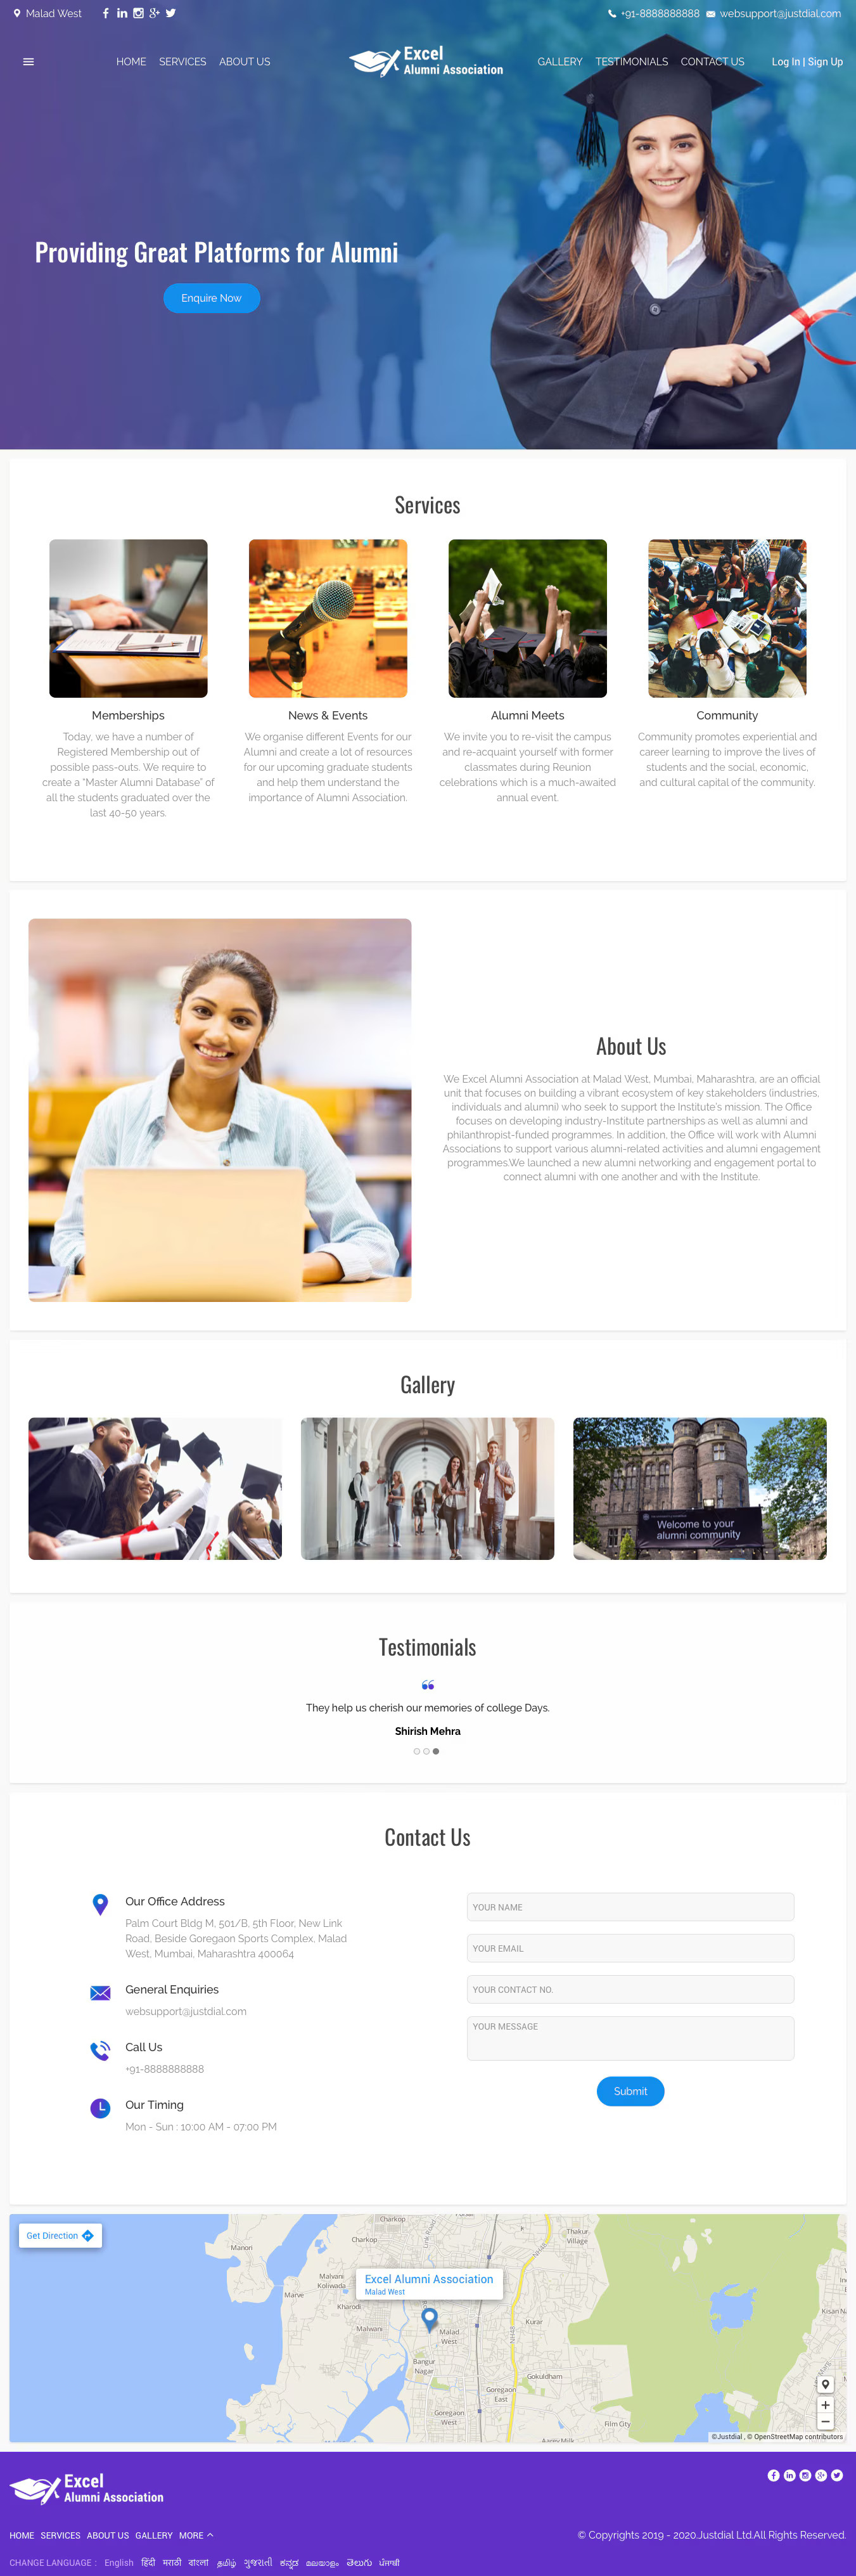 Malad West
+91-8888888888 websupport@justdial.com
HOME SERVICES ABOUT US
Excel
Alumni Association
GALLERY TESTIMONIALS CONTACT US
Log In | Sign Up
Providing Great Platforms for Alumni
Enquire Now
Services
Memberships
Today, we have a number of
Registered Membership out of
possible pass-outs. We require to
create a "Master Alumni Database" of
all the students graduated over the
last 40-50 years.
News & Events
We organise different Events for our
Alumni and create a lot of resources
for our upcoming graduate students
and help them understand the
importance of Alumni Association.
Alumni Meets
We invite you to re-visit the campus
and re-acquaint yourself with former
classmates during Reunion
celebrations which is a much-awaited
annual event.
Community
Community promotes experiential and
career learning to improve the lives of
students and the social, economic,
and cultural capital of the community.
About Us
We Excel Alumni Association at Malad West, Mumbai, Maharashtra, are an official
unit that focuses on building a vibrant ecosystem of key stakeholders (industries,
individuals and alumni) who seek to support the Institute's mission. The Office
focuses on developing industry-Institute partnerships as well as alumni and
philanthropist-funded programmes. In addition, the Office will work with Alumni
Associations to support various alumni-related activities and alumni engagement
programmes.We launched a new alumni networking and engagement portal to
connect alumni with one another and with the Institute.
Gallery
Welcome to your
alumni community
Testimonials
They help us cherish our memories of college Days.
Shirish Mehra
Contact Us
Our Office Address
Palm Court Bldg M, 501/B, 5th Floor, New Link
Road, Beside Goregaon Sports Complex, Malad
West, Mumbai, Maharashtra 400064
General Enquiries
websupport@justdial.com
Call Us
+91-8888888888
Our Timing
Mon - Sun : 10:00 AM - 07:00 PM
YOUR NAME
YOUR EMAIL
YOUR CONTACT NO.
YOUR MESSAGE
Submit
Get Direction
Charkop
Charkop
Link Road
Thakur
Village
Manori
Malvani
Koliwada
Marve
Kharodi
Malwani
Excel Alumni Association
Malad West
Malad
West
Kurar
NH8
Kisan Na
Bangur
Nagar
Gokuldham
Goregaon
East
Goregaon
West
Film City
Aarey Milk
©Justdial , © OpenStreetMap contributors
Excel
Alumni Association
HOME SERVICES ABOUT US GALLERY MORE
© Copyrights 2019 - 2020.Justdial Ltd.All Rights Reserved.
CHANGE LANGUAGE : English हिंदी मराठी বাংলা தமிழ் ગુજરાતી ಕನ್ನಡ മലയാളം తెలుగు ਪੰਜਾਬੀ